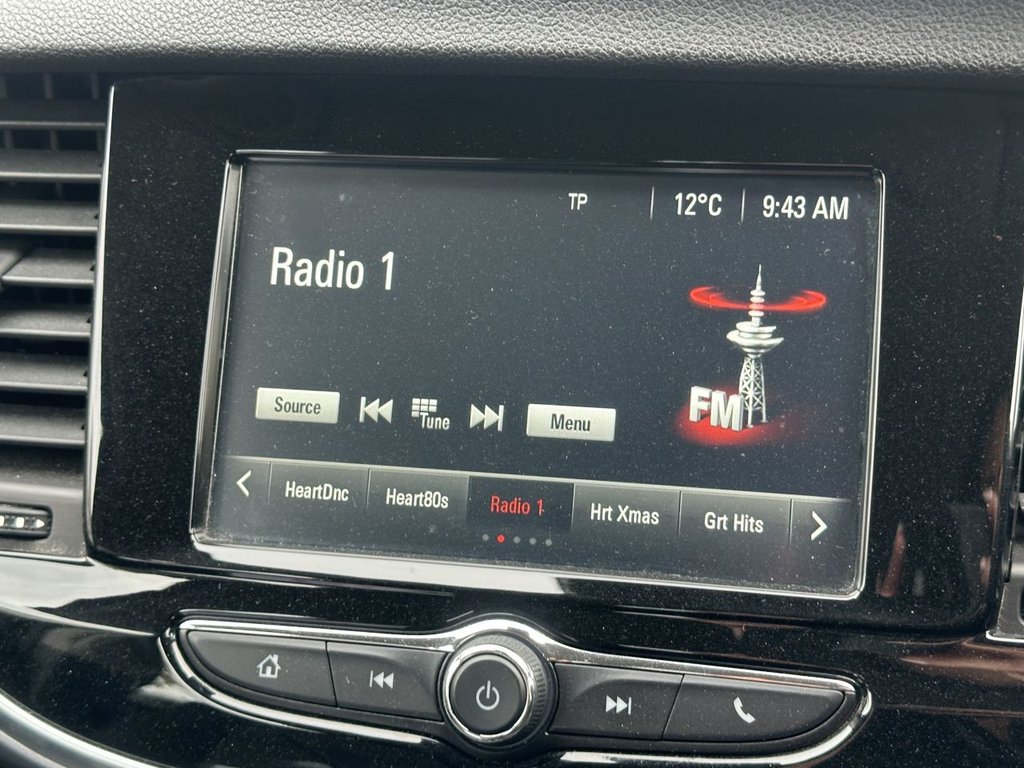 TP 12°C 9:43 AM
Radio 1
Source Tune Menu
FM
HeartDnc Heart80s Radio 1 Hrt Xmas Grt Hits